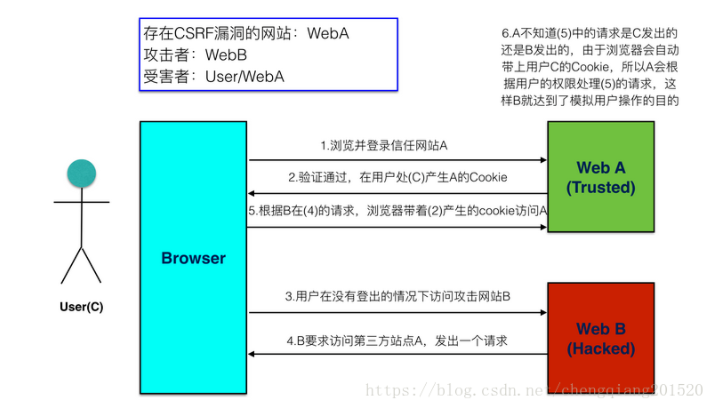 存在CSRF漏洞的网站：WebA
攻击者：WebB
受害者：User/WebA
6.A不知道(5)中的请求是C发出的
还是B发出的，由于浏览器会自动
带上用户C的Cookie，所以A会根
据用户的权限处理(5)的请求，这
样B就达到了模拟用户操作的目的
1.浏览并登录信任网站A
2.验证通过，在用户处(C)产生A的Cookie
5.根据B在(4)的请求，浏览器带着(2)产生的cookie访问A
Web A
(Trusted)
Browser
User(C)
3.用户在没有登出的情况下访问攻击网站B
4.B要求访问第三方站点A，发出一个请求
Web B
(Hacked)
https://blog.csdn.net/chengqiang201520